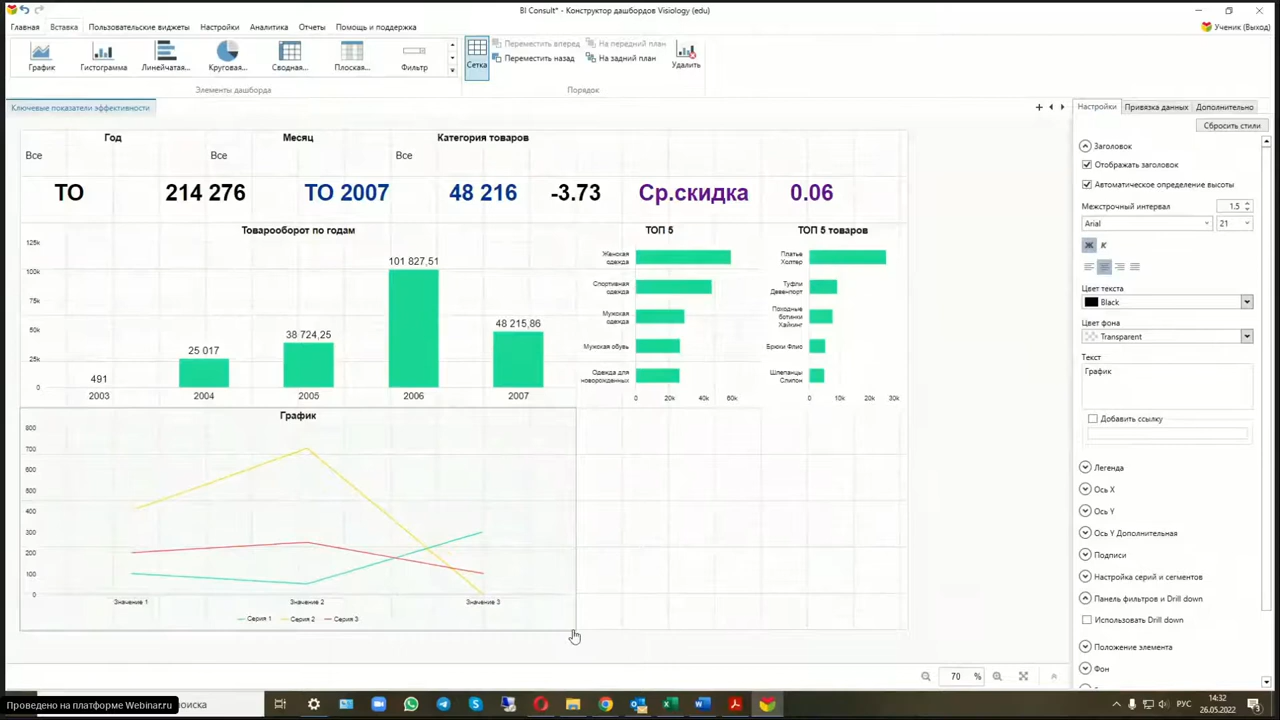 BI Consult* - Конструктор дашбордов Visiology (edu)
Главная Вставка Пользовательские виджеты Настройки Аналитика Отчеты Помощь и поддержка
Ученик (Выход)
График Гистограмма Линейчатая... Круговая... Сводная... Плоская... Фильтр
Сетка
Переместить вперед На передний план
Переместить назад На задний план
Удалить
Элементы дашборда Порядок
Ключевые показатели эффективности
Год Месяц Категория товаров
Все Все Все
ТО 214 276 ТО 2007 48 216 -3.73 Ср.скидка 0.06
Товарооборот по годам
125k
100k
75k
50k
25k
0
491
25 017
38 724,25
101 827,51
48 215,86
2003 2004 2005 2006 2007
ТОП 5
Женская одежда
Спортивная одежда
Мужская одежда
Мужская обувь
Одежда для новорожденных
0 20k 40k 60k
ТОП 5 товаров
Платье Холтер
Туфли Девенпорт
Походные ботинки Хайкинг
Брюки Флис
Шлепанцы Слипон
0 10k 20k 30k
График
800
700
600
500
400
300
200
100
0
Значение 1 Значение 2 Значение 3
Серия 1 Серия 2 Серия 3
Настройки Привязка данных Дополнительно
Сбросить стили
Заголовок
Отображать заголовок
Автоматическое определение высоты
Межстрочный интервал 1.5
Arial 21
Ж К
Цвет текста
Black
Цвет фона
Transparent
Текст
График
Добавить ссылку
Легенда
Ось X
Ось Y
Ось Y Дополнительная
Подписи
Настройка серий и сегментов
Панель фильтров и Drill down
Использовать Drill down
Положение элемента
Фон
70 %
Проведено на платформе Webinar.ru
РУС
14:32
26.05.2022